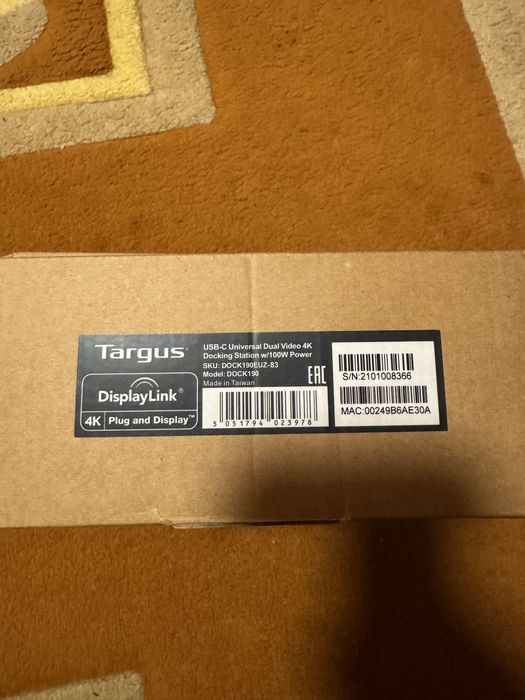 Targus
USB-C Universal Dual Video 4K
Docking Station w/100W Power
SKU: DOCK190EUZ-83
Model: DOCK190
Made in Taiwan
EAC
DisplayLink®
4K Plug and Display™
5 051794 023978
S/N:2101008366
MAC:00249B6AE30A